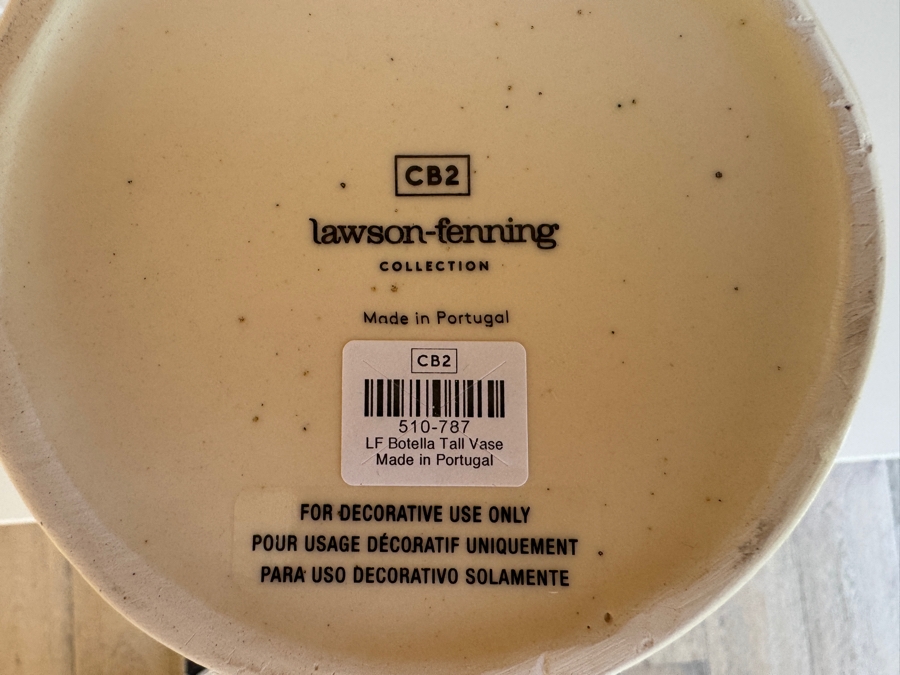 CB2
lawson-fenning
COLLECTION
Made in Portugal
CB2
510-787
LF Botella Tall Vase
Made in Portugal
FOR DECORATIVE USE ONLY
POUR USAGE DÉCORATIF UNIQUEMENT
PARA USO DECORATIVO SOLAMENTE